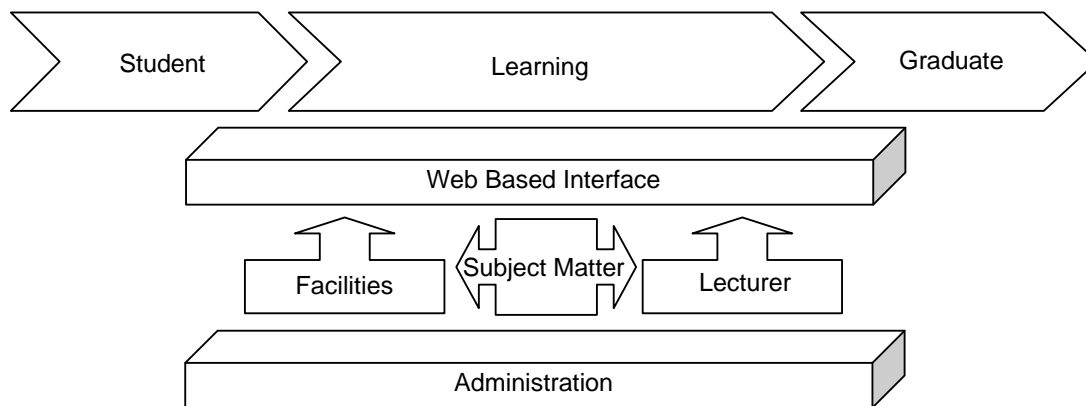 Student
Learning
Graduate
Web Based Interface
Facilities
Subject Matter
Lecturer
Administration